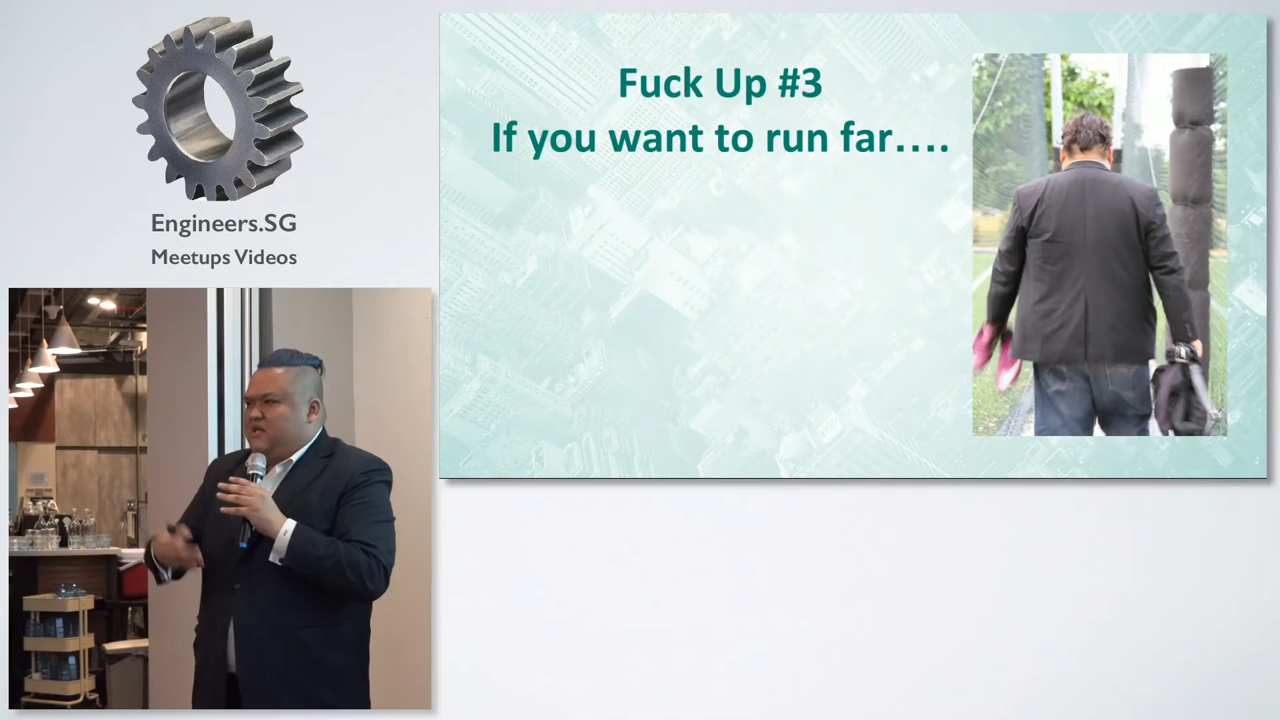 Engineers.SG
Meetups Videos
Fuck Up #3
If you want to run far....